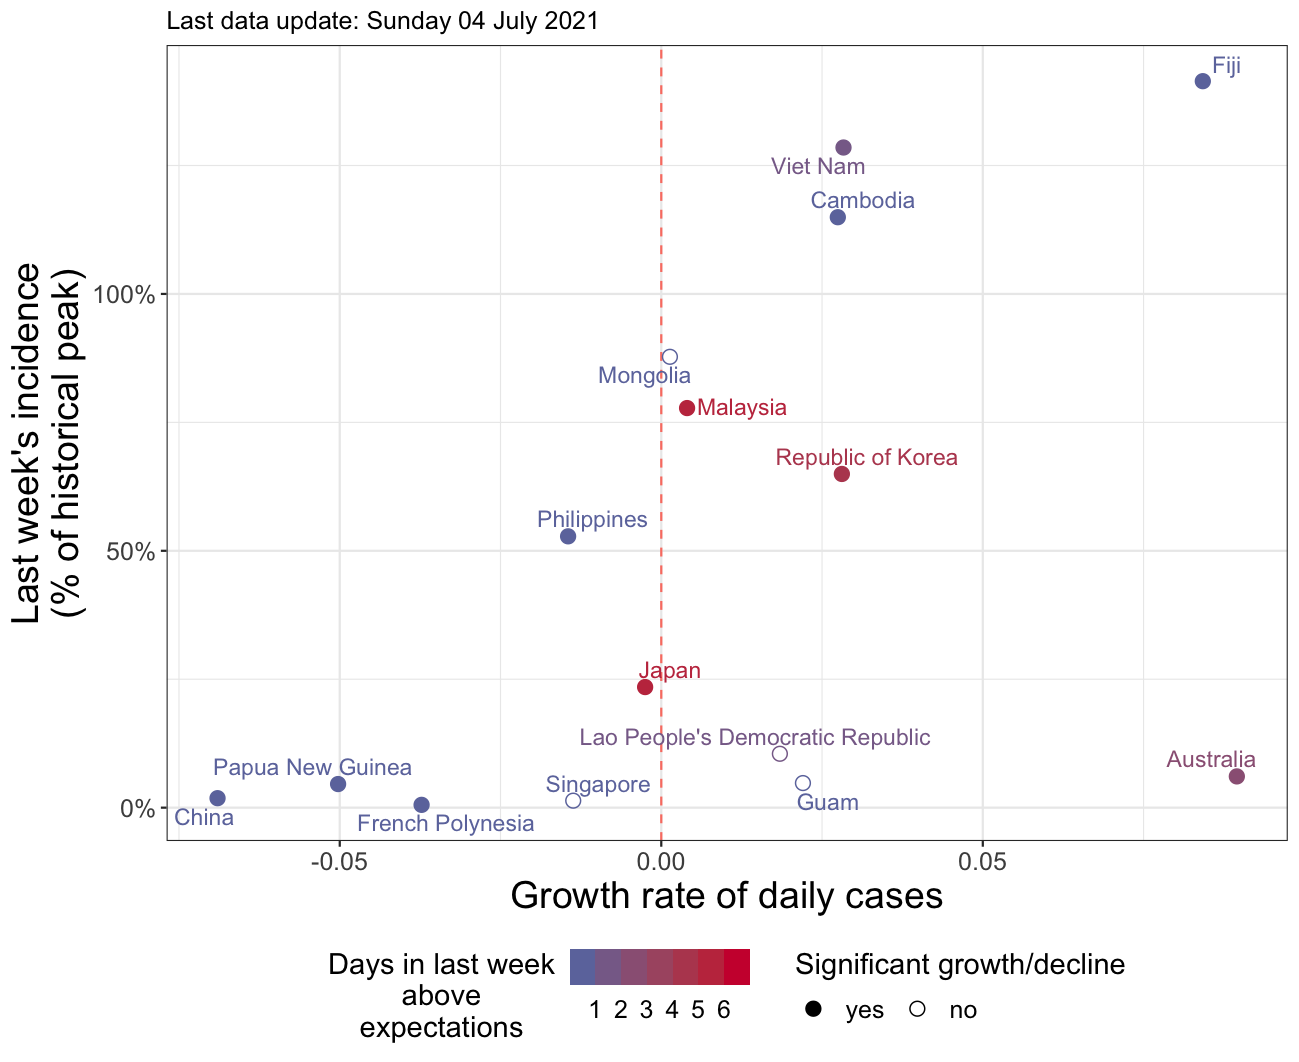 Last data update: Sunday 04 July 2021
Fiji
Viet Nam
Cambodia
100%
Mongolia
Malaysia
Republic of Korea
Philippines
50%
Japan
Lao People's Democratic Republic
Australia
Papua New Guinea
Singapore
Guam
0%
China
French Polynesia
Last week's incidence
(% of historical peak)
-0.05
0.00
0.05
Growth rate of daily cases
Days in last week
above
expectations
1 2 3 4 5 6
Significant growth/decline
yes no